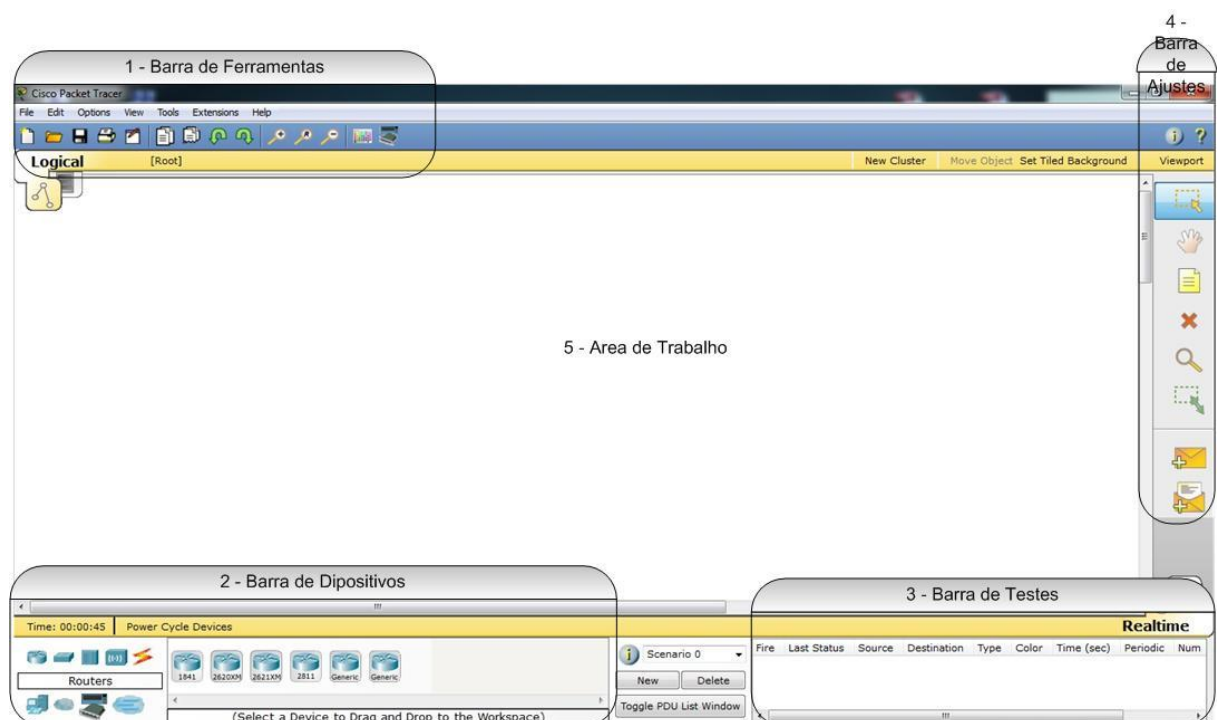 4 -
Barra
de
Ajustes
1 - Barra de Ferramentas
Cisco Packet Tracer
File Edit Options View Tools Extensions Help
Logical [Root] New Cluster Move Object Set Tiled Background Viewport
5 - Area de Trabalho
2 - Barra de Dipositivos
3 - Barra de Testes
Time: 00:00:45 Power Cycle Devices Realtime
Routers
1841 2620XM 2621XM 2811 Generic Generic
(Select a Device to Drag and Drop to the Workspace)
Scenario 0
New Delete
Toggle PDU List Window
Fire Last Status Source Destination Type Color Time (sec) Periodic Num